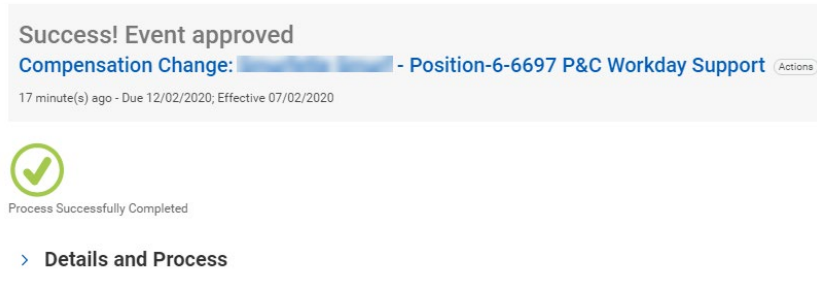 Success! Event approved
Compensation Change: - Position-6-6697 P&C Workday Support Actions
17 minute(s) ago - Due 12/02/2020; Effective 07/02/2020
Process Successfully Completed
Details and Process